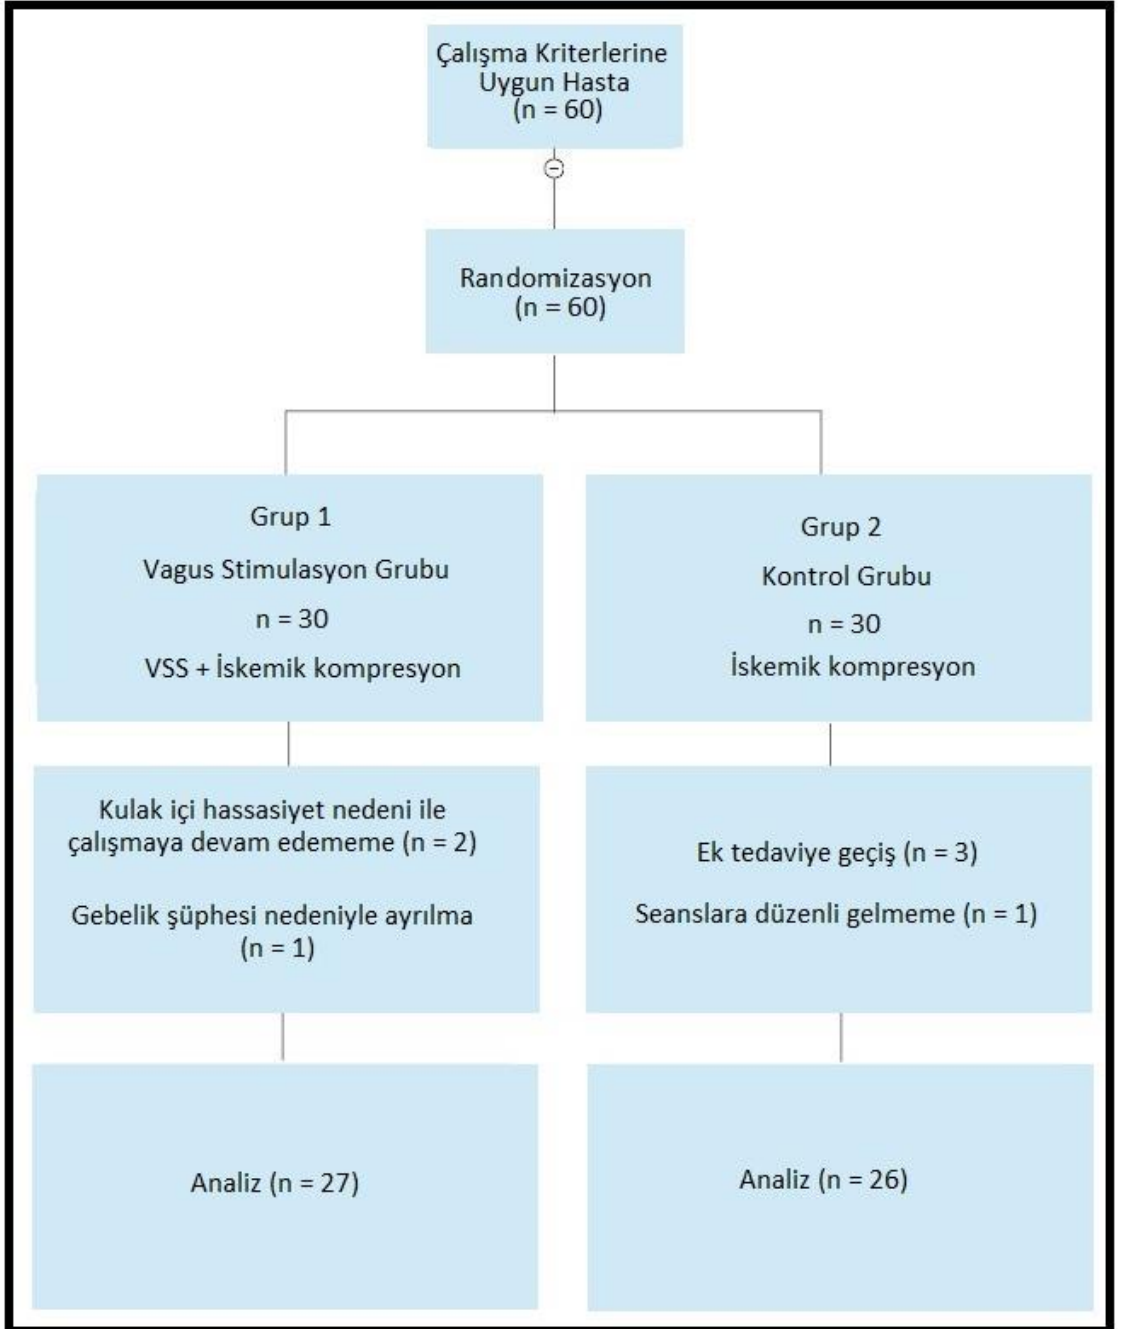 Çalışma Kriterlerine
Uygun Hasta
(n = 60)
Randomizasyon
(n = 60)
Grup 1
Vagus Stimulasyon Grubu
n = 30
VSS + İskemik kompresyon
Grup 2
Kontrol Grubu
n = 30
İskemik kompresyon
Kulak içi hassasiyet nedeni ile
çalışmaya devam edememe (n = 2)
Gebelik şüphesi nedeniyle ayrılma
(n = 1)
Ek tedaviye geçiş (n = 3)
Seanslara düzenli gelmeme (n = 1)
Analiz (n = 27)
Analiz (n = 26)